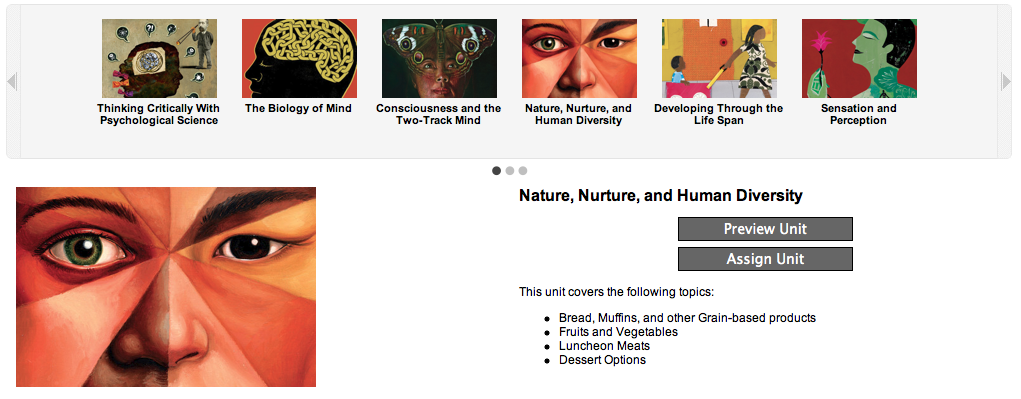 Thinking Critically With
Psychological Science
The Biology of Mind
Consciousness and the
Two-Track Mind
Nature, Nurture, and
Human Diversity
Developing Through the
Life Span
Sensation and
Perception
Nature, Nurture, and Human Diversity
Preview Unit
Assign Unit
This unit covers the following topics:
Bread, Muffins, and other Grain-based products
Fruits and Vegetables
Luncheon Meats
Dessert Options